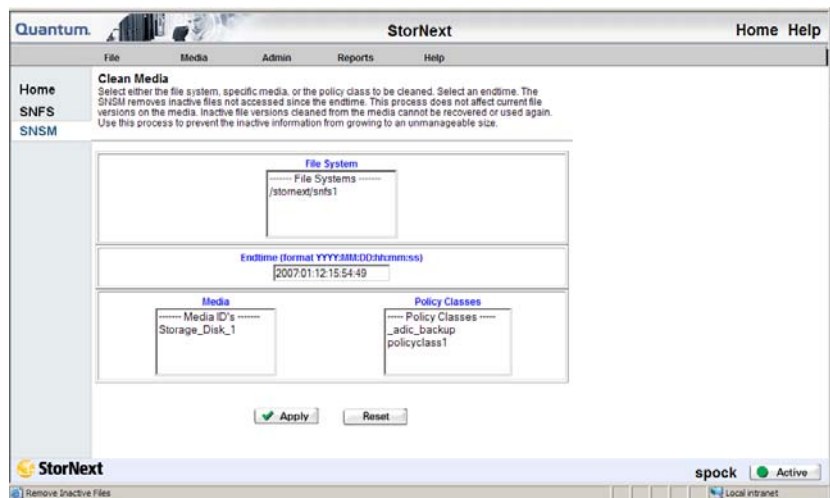 Quantum. StorNext Home Help
File Media Admin Reports Help
Home
SNFS
SNSM
Clean Media
Select either the file system, specific media, or the policy class to be cleaned. Select an endtime. The
SNSM removes inactive files not accessed since the endtime. This process does not affect current file
versions on the media. Inactive file versions cleaned from the media cannot be recovered or used again.
Use this process to prevent the inactive information from growing to an unmanageable size.
File System
------- File Systems -------
/stornext/snfs1
Endtime (format YYYY:MM:DD:hh:mm:ss)
2007:01:12:15:54:49
Media
------- Media ID's -------
Storage_Disk_1
Policy Classes
----- Policy Classes -----
_adic_backup
policyclass1
Apply Reset
StorNext
spock Active
Remove Inactive Files
Local intranet